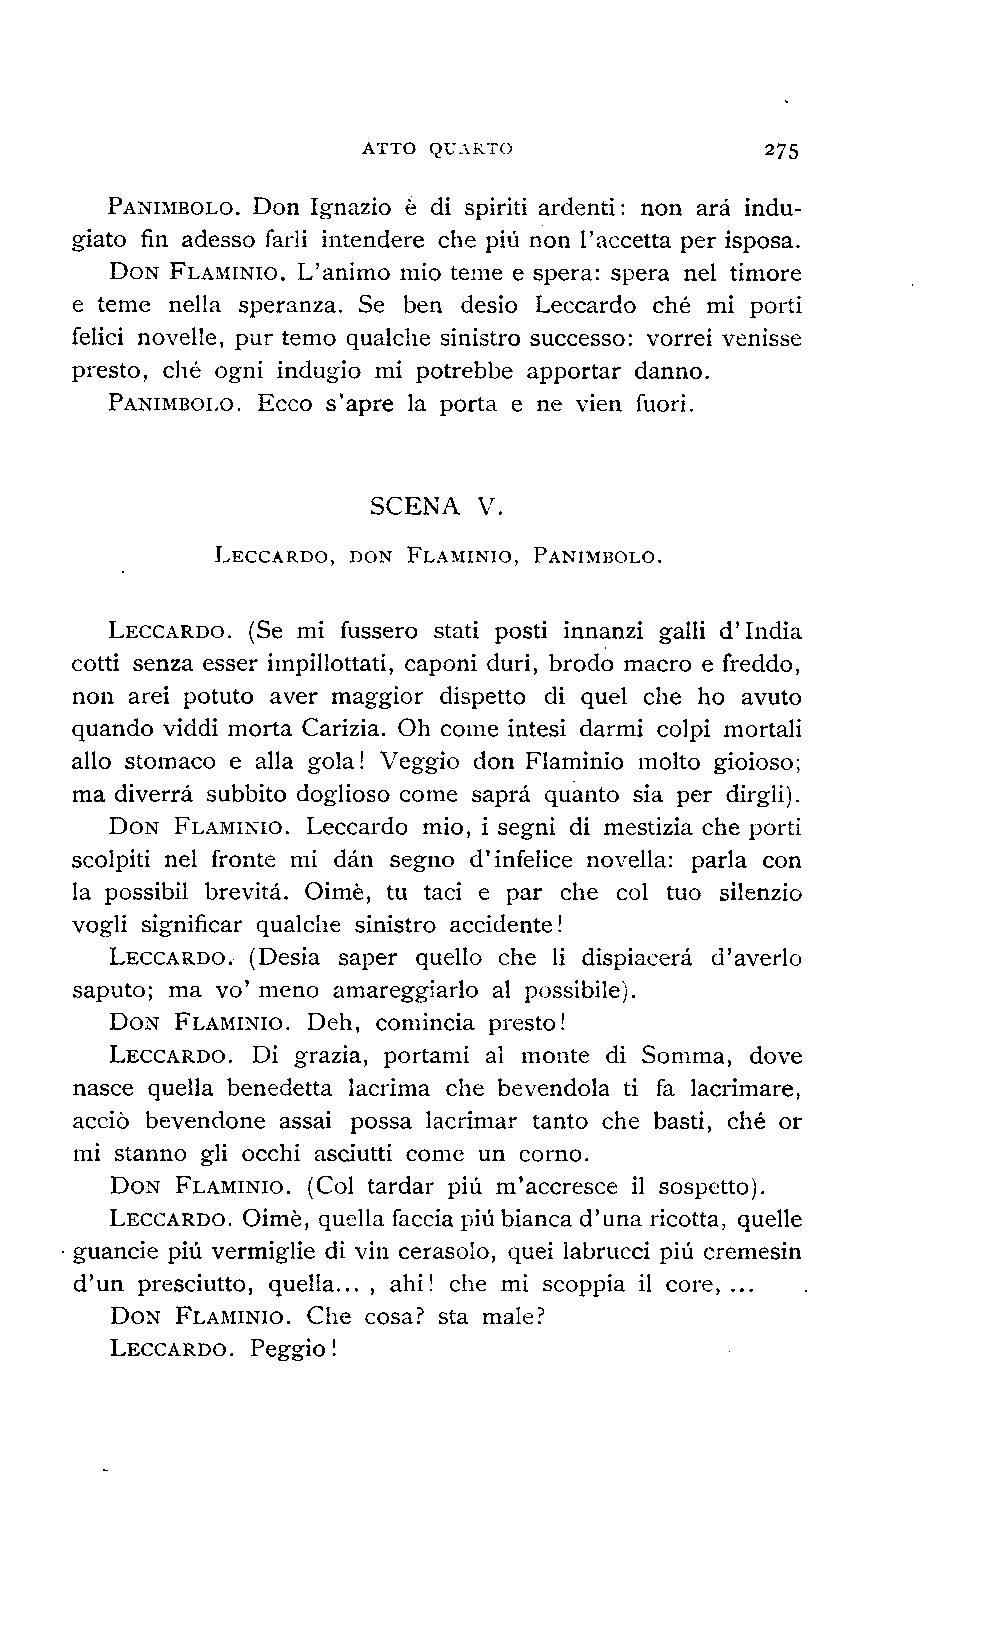 ATTO QUARTO 275
PANIMBOLO. Don Ignazio è di spiriti ardenti: non ará indu-
giato fin adesso farli intendere che piú non l'accetta per isposa.
DON FLAMINIO. L'animo mio teme e spera: spera nel timore
e teme nella speranza. Se ben desio Leccardo ché mi porti
felici novelle, pur temo qualche sinistro successo: vorrei venisse
presto, ché ogni indugio mi potrebbe apportar danno.
PANIMBOLO. Ecco s'apre la porta e ne vien fuori.
SCENA V.
LECCARDO, DON FLAMINIO, PANIMBOLO.
LECCARDO. (Se mi fussero stati posti innanzi galli d'India
cotti senza esser impillottati, caponi duri, brodo macro e freddo,
non arei potuto aver maggior dispetto di quel che ho avuto
quando viddi morta Carizia. Oh come intesi darmi colpi mortali
allo stomaco e alla gola! Veggio don Flaminio molto gioioso;
ma diverrá subbito doglioso come saprá quanto sia per dirgli).
DON FLAMINIO. Leccardo mio, i segni di mestizia che porti
scolpiti nel fronte mi dán segno d'infelice novella: parla con
la possibil brevitá. Oimè, tu taci e par che col tuo silenzio
vogli significar qualche sinistro accidente!
LECCARDO. (Desia saper quello che li dispiacerá d'averlo
saputo; ma vo' meno amareggiarlo al possibile).
DON FLAMINIO. Deh, comincia presto!
LECCARDO. Di grazia, portami al monte di Somma, dove
nasce quella benedetta lacrima che bevendola ti fa lacrimare,
acciò bevendone assai possa lacrimar tanto che basti, ché or
mi stanno gli occhi asciutti come un corno.
DON FLAMINIO. (Col tardar piú m'accresce il sospetto).
LECCARDO. Oimè, quella faccia piú bianca d'una ricotta, quelle
guancie piú vermiglie di vin cerasolo, quei labrucci piú cremesin
d'un presciutto, quella... , ahi! che mi scoppia il core, ...
DON FLAMINIO. Che cosa? sta male?
LECCARDO. Peggio!